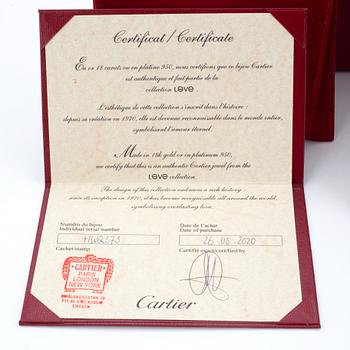 Certificat / Certificate
En or 18 carats ou en platine 950, nous certifions que ce bijou Cartier
est authentique et fait partie de la
collection LOVE
L'esthétique de cette collection s'inscrit dans l'histoire :
depuis sa création en 1970, elle est devenue reconnaissable dans le monde entier,
symbolisant l'amour éternel.
Made in 18k gold or in platinum 950,
we certify that this is an authentic Cartier jewel from the
LOVE collection.
The design of this collection embraces a rich history :
since its inception in 1970, it has become recognizable all around the world,
symbolizing everlasting love.
Numéro du bijou
Individual serial number
Cachet/stamp
CARTIER
PARIS
LONDON
NEW YORK
BIRGER JARLSGATAN
SWEDEN
Date de l'achat
Date of purchase
26.08.2020
Certifié exact/certified by
Cartier